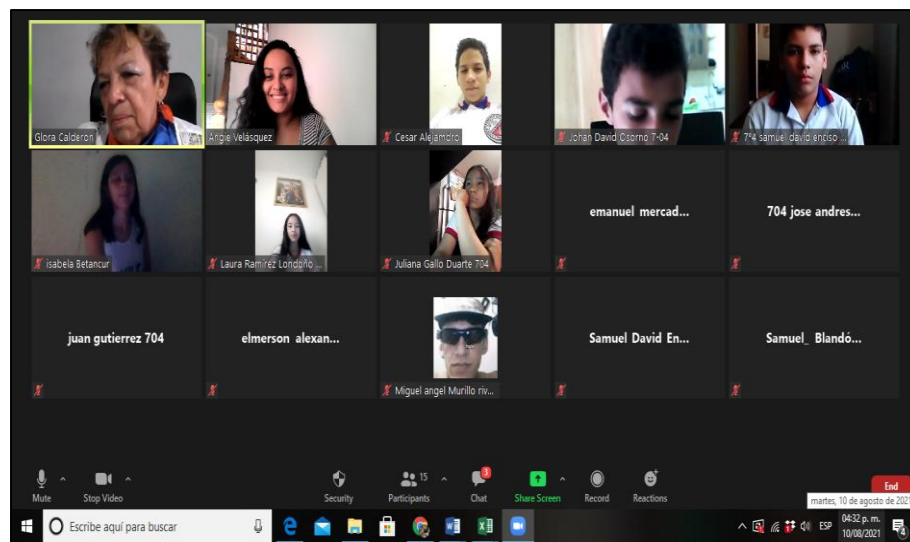 Glora Calderon
Angie Velásquez
Cesar Alejandro
Johan David Osorno 7-04
7°4 samuel david enciso ...
isabela Betancur
Laura Ramírez Londoño ...
Juliana Gallo Duarte 704
emanuel mercad...
704 jose andres...
juan gutierrez 704
elmerson alexan...
Miguel angel Murillo riv...
Samuel David En...
Samuel_ Blandó...
Mute
Stop Video
Security
Participants
15
Chat
3
Share Screen
Record
Reactions
End
martes, 10 de agosto de 2021
Escribe aquí para buscar
ESP
04:32 p. m.
10/08/2021
4